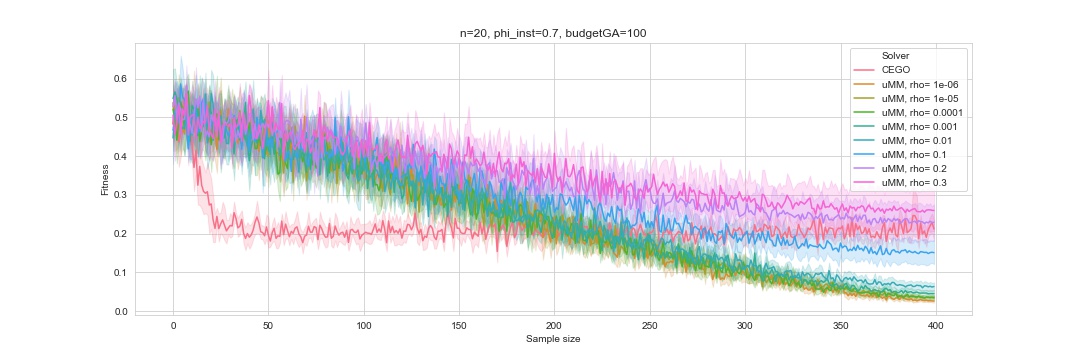 n=20, phi_inst=0.7, budgetGA=100
Fitness
0.6
0.5
0.4
0.3
0.2
0.1
0.0
Solver
CEGO
uMM, rho= 1e-06
uMM, rho= 1e-05
uMM, rho= 0.0001
uMM, rho= 0.001
uMM, rho= 0.01
uMM, rho= 0.1
uMM, rho= 0.2
uMM, rho= 0.3
0 50 100 150 200 250 300 350 400
Sample size